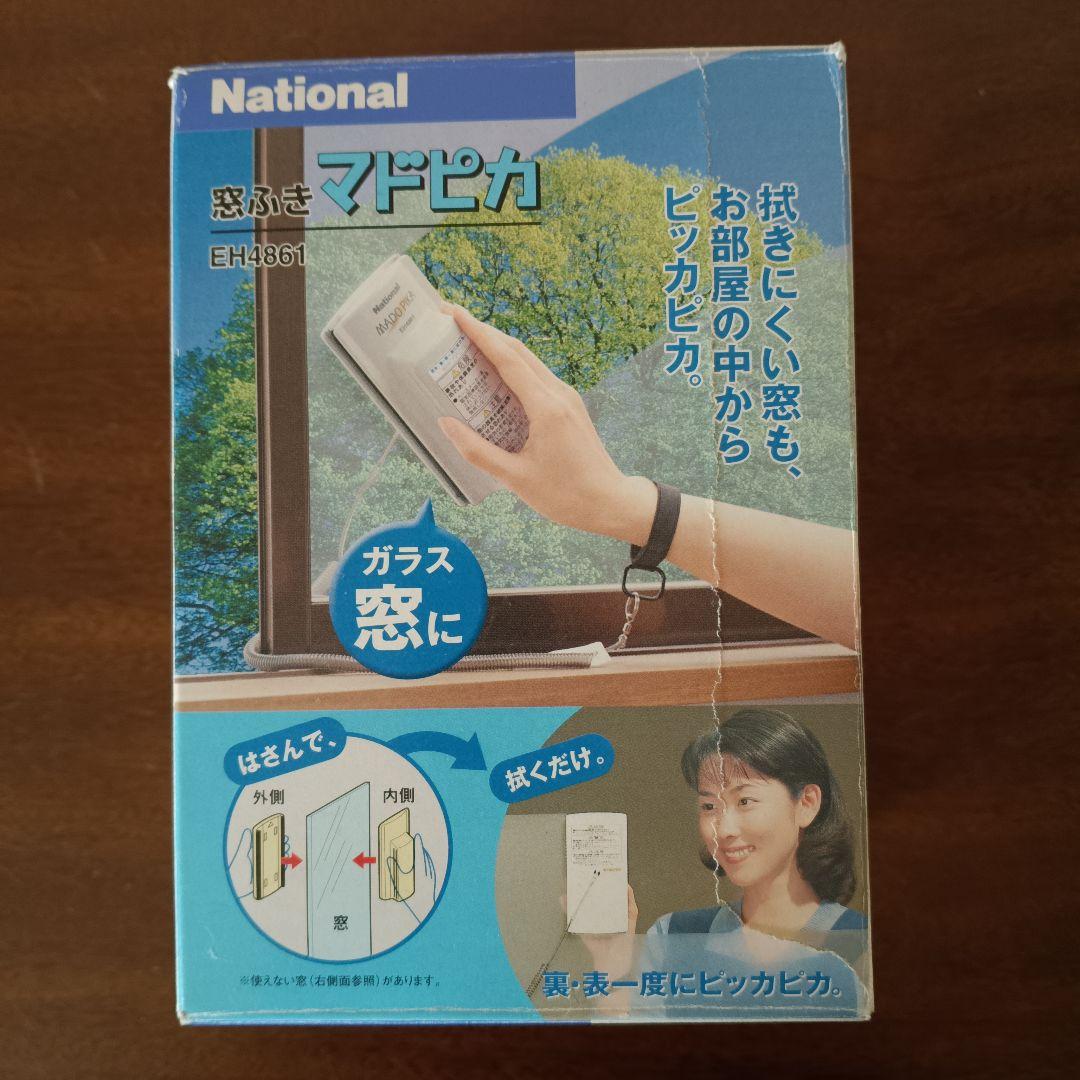 National
窓ふき マドピカ
EH4861
拭きにくい窓も、
お部屋の中から
ピッカピカ。
National
MADO PIKA
ガラス
窓に
はさんで、
拭くだけ。
外側
内側
窓
※使えない窓（右側面参照）があります。
裏・表一度にピッカピカ。